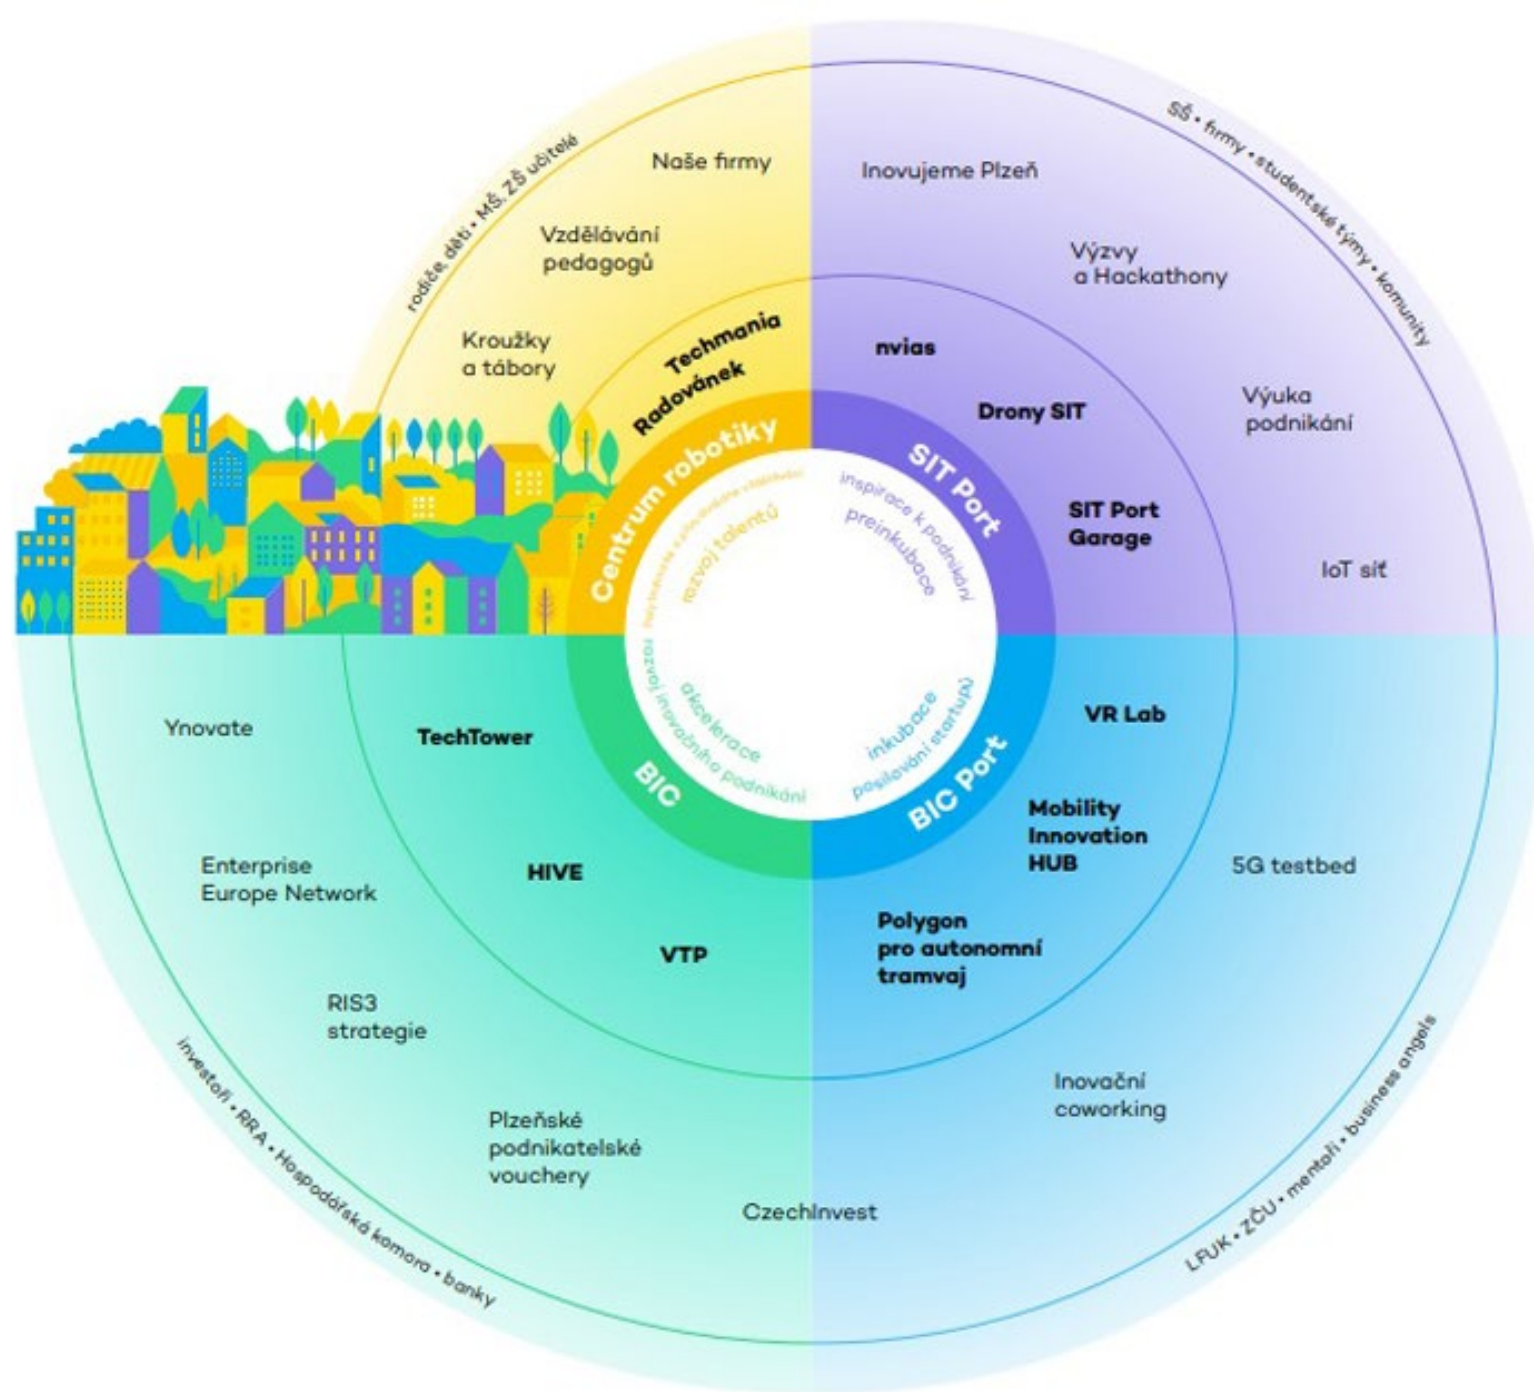 rodiče, děti • MŠ, ZŠ učitelé
Naše firmy
Vzdělávání
pedagogů
Kroužky
a tábory
Techmania
Radovánek
Centrum robotiky
rozvoj talentů
SŠ • firmy • studentské týmy • komunity
Inovujeme Plzeň
Výzvy
a Hackathony
nvias
Drony SIT
Výuka
podnikání
SIT Port
Garage
IoT síť
SIT Port
inspirace k podnikání
preinkubace
VR Lab
Mobility
Innovation
HUB
5G testbed
Polygon
pro autonomní
tramvaj
Inovační
coworking
BIC Port
inkubace
posilování startupů
LFUK • ZČU • mentoři • business angels
CzechInvest
Ynovate
TechTower
Enterprise
Europe Network
HIVE
VTP
RIS3
strategie
Plzeňské
podnikatelské
vouchery
BIC
akcelerace
rozvoj inovačního podnikání
investoři • RRA • Hospodářská komora • banky